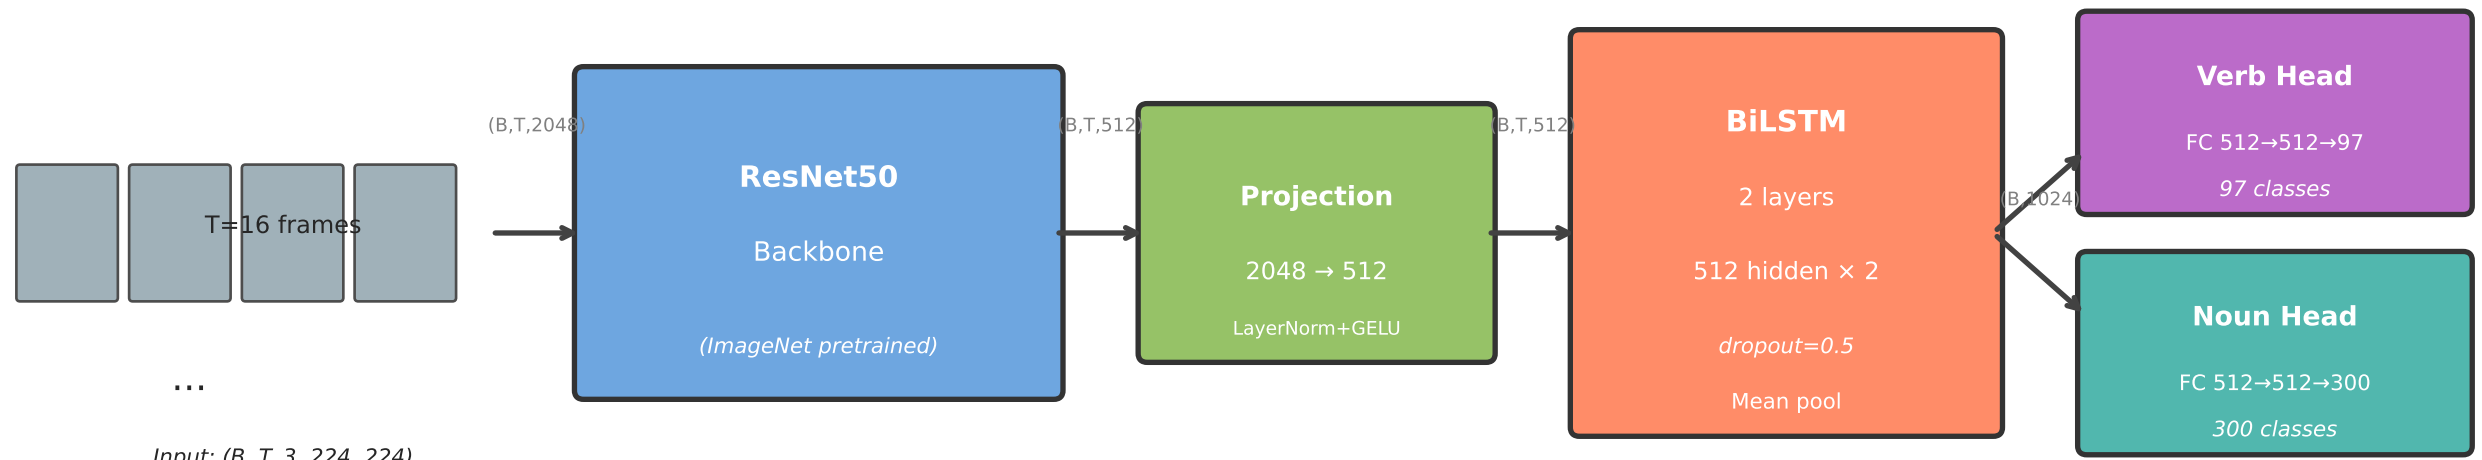 T=16 frames
...
Input: (B, T, 3, 224, 224)
(B,T,2048)
ResNet50
Backbone
(ImageNet pretrained)
(B,T,512)
Projection
2048 → 512
LayerNorm+GELU
(B,T,512)
BiLSTM
2 layers
512 hidden × 2
dropout=0.5
Mean pool
(B,1024)
Verb Head
FC 512→512→97
97 classes
Noun Head
FC 512→512→300
300 classes